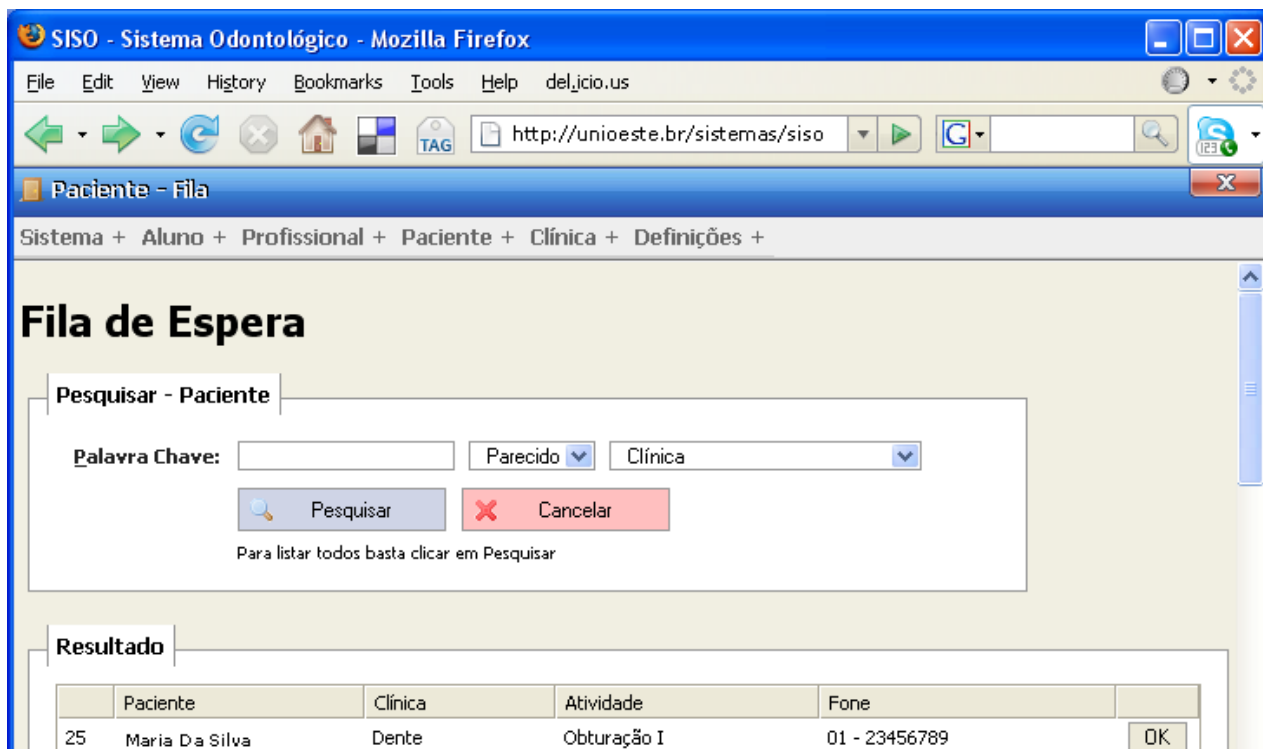 SISO - Sistema Odontológico - Mozilla Firefox
File Edit View History Bookmarks Tools Help del.icio.us
TAG http://unioeste.br/sistemas/siso G 123
Paciente - Fila X
Sistema + Aluno + Profissional + Paciente + Clínica + Definições +
Fila de Espera
Pesquisar - Paciente
Palavra Chave: Parecido Clínica
Pesquisar Cancelar
Para listar todos basta clicar em Pesquisar
Resultado
Paciente Clínica Atividade Fone
25 Maria Da Silva Dente Obturação I 01 - 23456789 OK